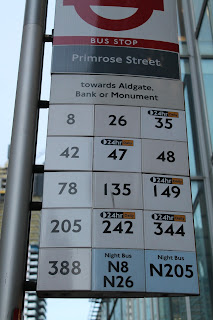 BUS STOP
Primrose Street
towards Aldgate,
Bank or Monument
8 26 24hr 35
42 24hr 47 48
78 135 24hr 149
205 24hr 242 24hr 344
388 Night Bus N8 N26 Night Bus N205